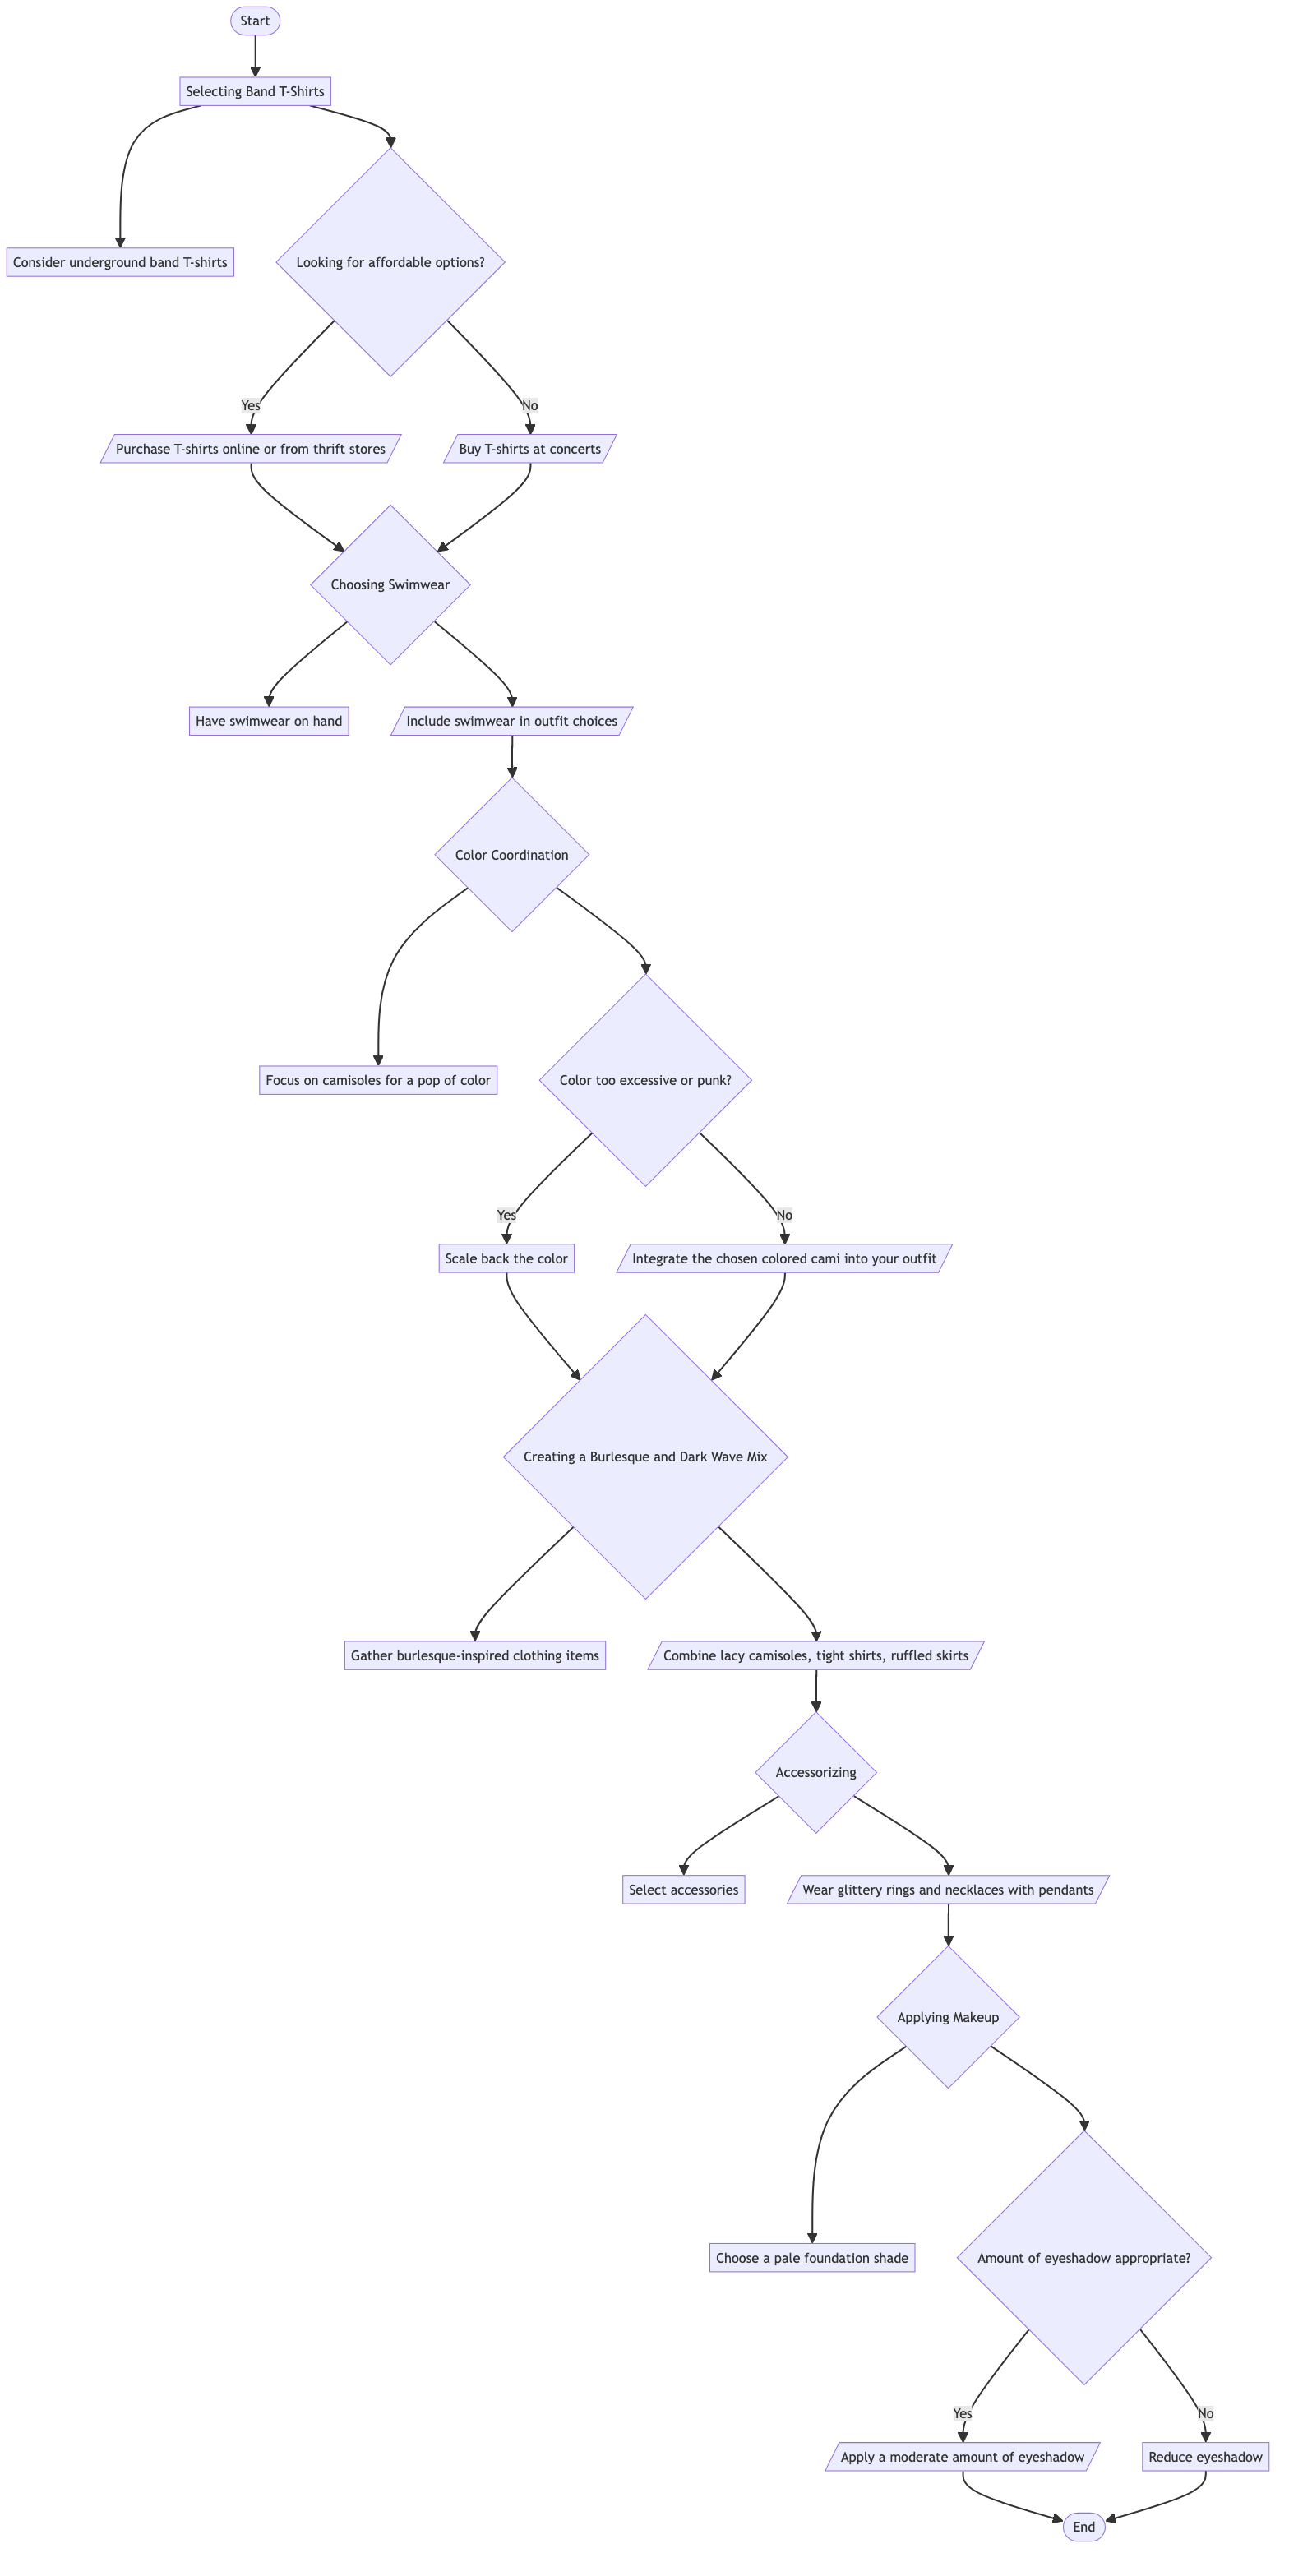 Start
Selecting Band T-Shirts
Consider underground band T-shirts
Looking for affordable options?
Yes
No
Purchase T-shirts online or from thrift stores
Buy T-shirts at concerts
Choosing Swimwear
Have swimwear on hand
Include swimwear in outfit choices
Color Coordination
Focus on camisoles for a pop of color
Color too excessive or punk?
Yes
No
Scale back the color
Integrate the chosen colored cami into your outfit
Creating a Burlesque and Dark Wave Mix
Gather burlesque-inspired clothing items
Combine lacy camisoles, tight shirts, ruffled skirts
Accessorizing
Select accessories
Wear glittery rings and necklaces with pendants
Applying Makeup
Choose a pale foundation shade
Amount of eyeshadow appropriate?
Yes
No
Apply a moderate amount of eyeshadow
Reduce eyeshadow
End